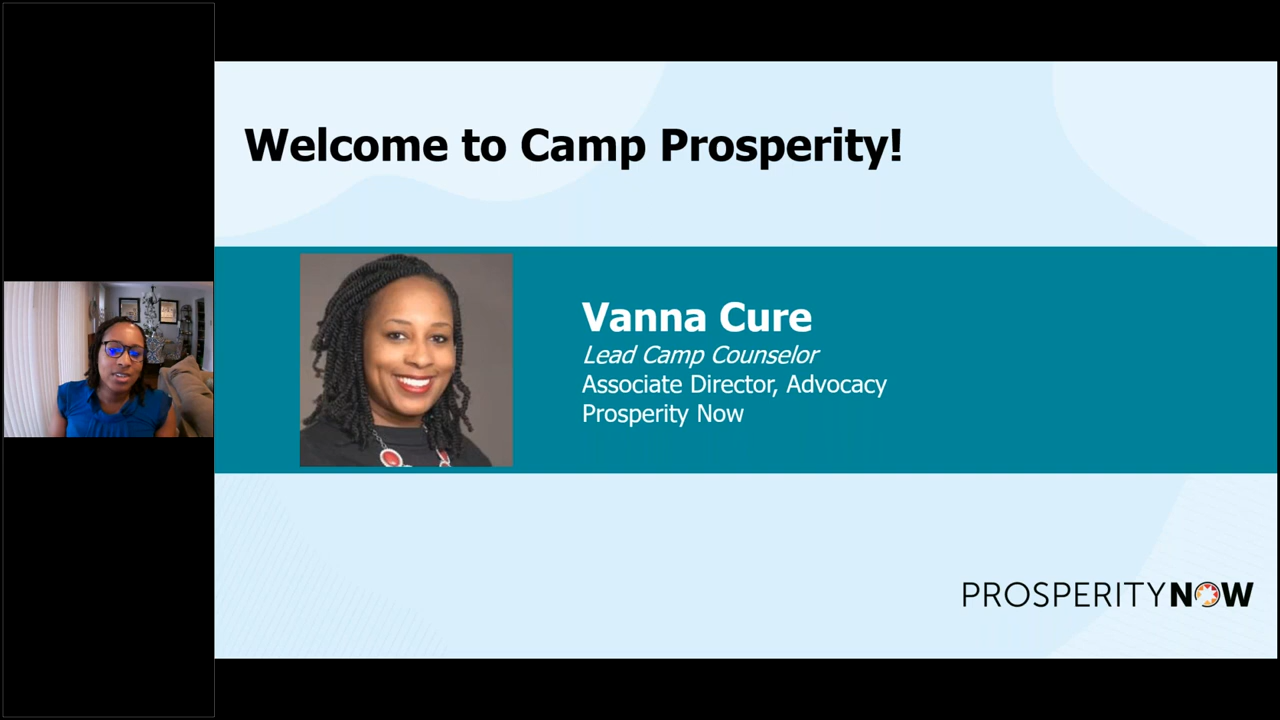 Welcome to Camp Prosperity!
Vanna Cure
Lead Camp Counselor
Associate Director, Advocacy
Prosperity Now
PROSPERITYNOW